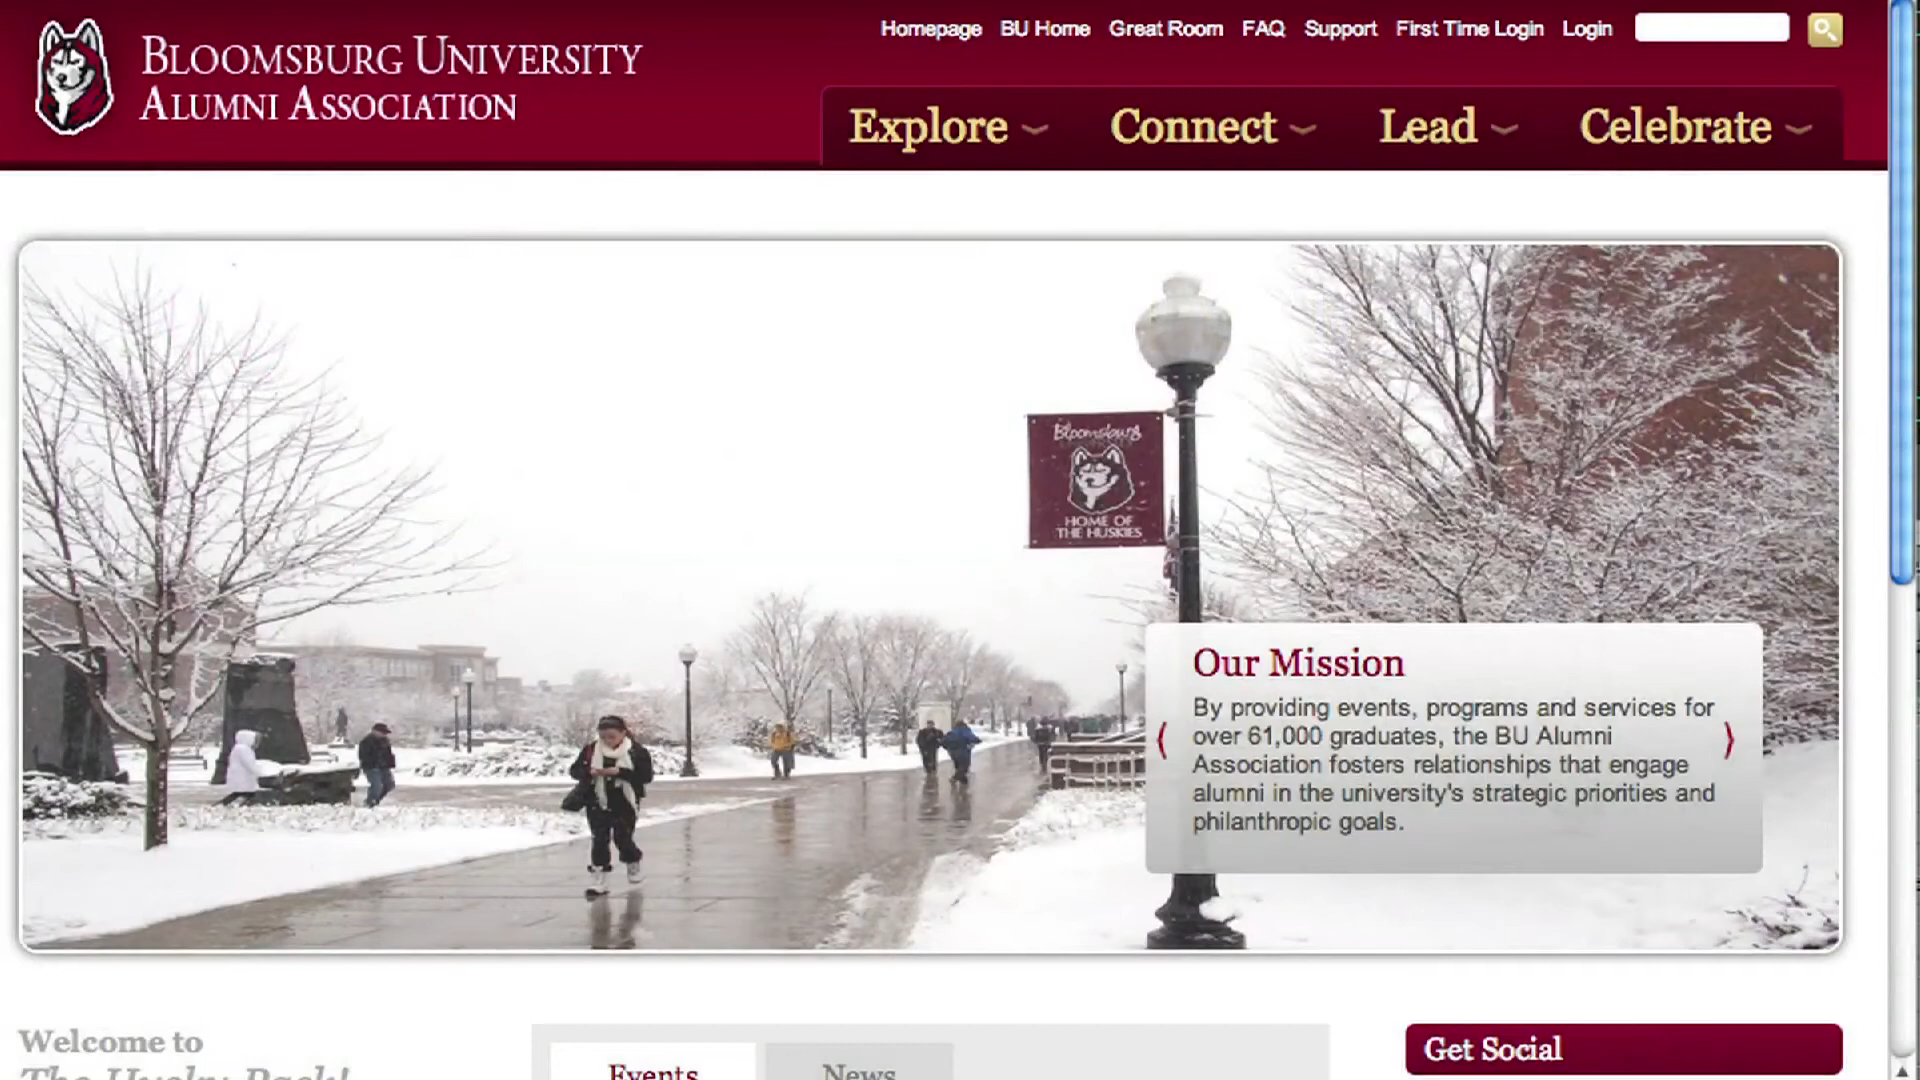 BLOOMSBURG UNIVERSITY
ALUMNI ASSOCIATION
Homepage BU Home Great Room FAQ Support First Time Login Login
Explore Connect Lead Celebrate
Bloomsburg
HOME OF
THE HUSKIES
Our Mission
By providing events, programs and services for
over 61,000 graduates, the BU Alumni
Association fosters relationships that engage
alumni in the university's strategic priorities and
philanthropic goals.
Welcome to
The Husky Pack!
Events News
Get Social